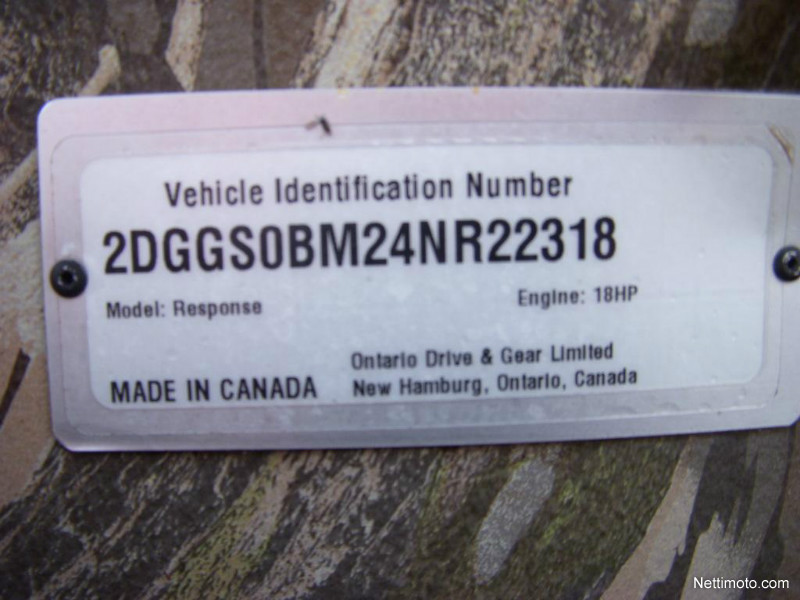 Vehicle Identification Number
2DGGS0BM24NR22318
Model: Response
Engine: 18HP
Ontario Drive & Gear Limited
MADE IN CANADA
New Hamburg, Ontario, Canada
Nettimoto.com